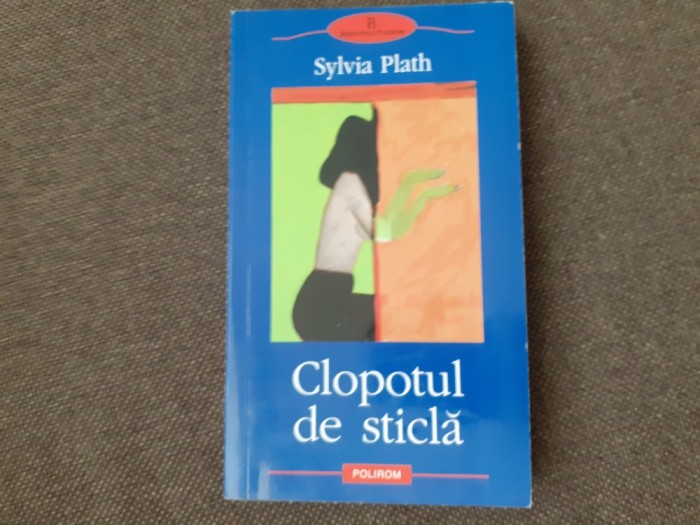 Sylvia Plath
Clopotul
de sticlă
POLIROM